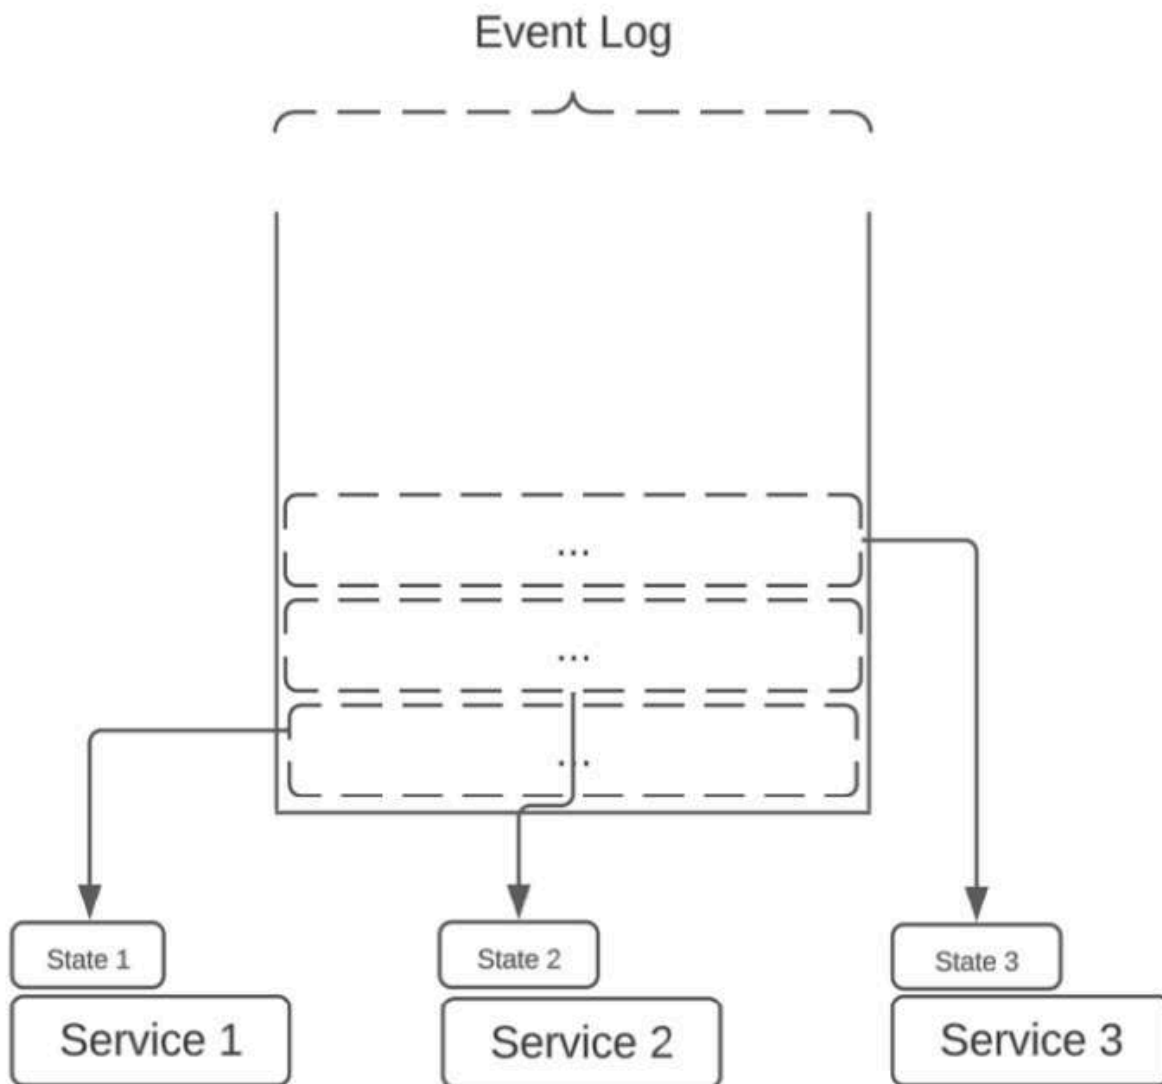 Event Log
...
...
...
State 1
State 2
State 3
Service 1
Service 2
Service 3